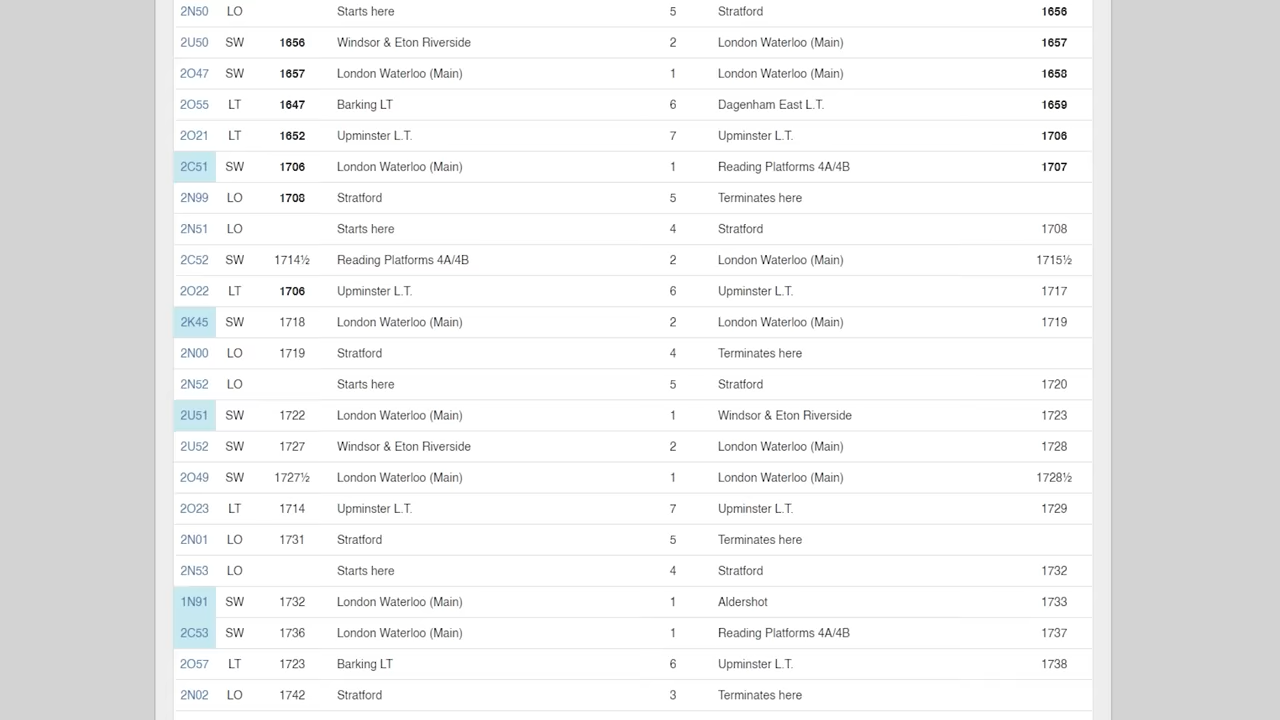 2N50 LO Starts here 5 Stratford 1656
2U50 SW 1656 Windsor & Eton Riverside 2 London Waterloo (Main) 1657
2O47 SW 1657 London Waterloo (Main) 1 London Waterloo (Main) 1658
2O55 LT 1647 Barking LT 6 Dagenham East L.T. 1659
2O21 LT 1652 Upminster L.T. 7 Upminster L.T. 1706
2C51 SW 1706 London Waterloo (Main) 1 Reading Platforms 4A/4B 1707
2N99 LO 1708 Stratford 5 Terminates here
2N51 LO Starts here 4 Stratford 1708
2C52 SW 1714½ Reading Platforms 4A/4B 2 London Waterloo (Main) 1715½
2O22 LT 1706 Upminster L.T. 6 Upminster L.T. 1717
2K45 SW 1718 London Waterloo (Main) 2 London Waterloo (Main) 1719
2N00 LO 1719 Stratford 4 Terminates here
2N52 LO Starts here 5 Stratford 1720
2U51 SW 1722 London Waterloo (Main) 1 Windsor & Eton Riverside 1723
2U52 SW 1727 Windsor & Eton Riverside 2 London Waterloo (Main) 1728
2O49 SW 1727½ London Waterloo (Main) 1 London Waterloo (Main) 1728½
2O23 LT 1714 Upminster L.T. 7 Upminster L.T. 1729
2N01 LO 1731 Stratford 5 Terminates here
2N53 LO Starts here 4 Stratford 1732
1N91 SW 1732 London Waterloo (Main) 1 Aldershot 1733
2C53 SW 1736 London Waterloo (Main) 1 Reading Platforms 4A/4B 1737
2O57 LT 1723 Barking LT 6 Upminster L.T. 1738
2N02 LO 1742 Stratford 3 Terminates here